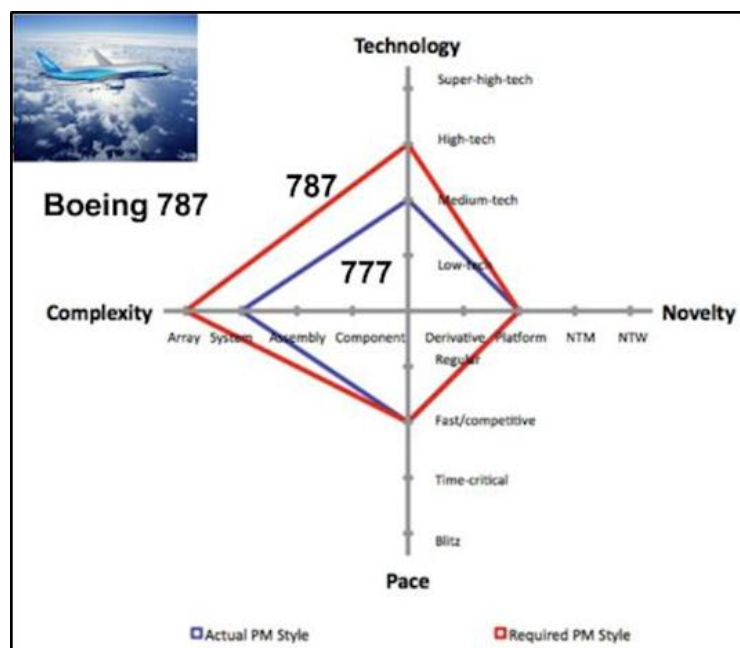 Technology
Super-high-tech
High-tech
787
Medium-tech
Boeing 787
777
Low-tech
Complexity
Novelty
Array System Assembly Component Derivative Platform NTM NTW
Regular
Fast/competitive
Time-critical
Blitz
Pace
Actual PM Style Required PM Style